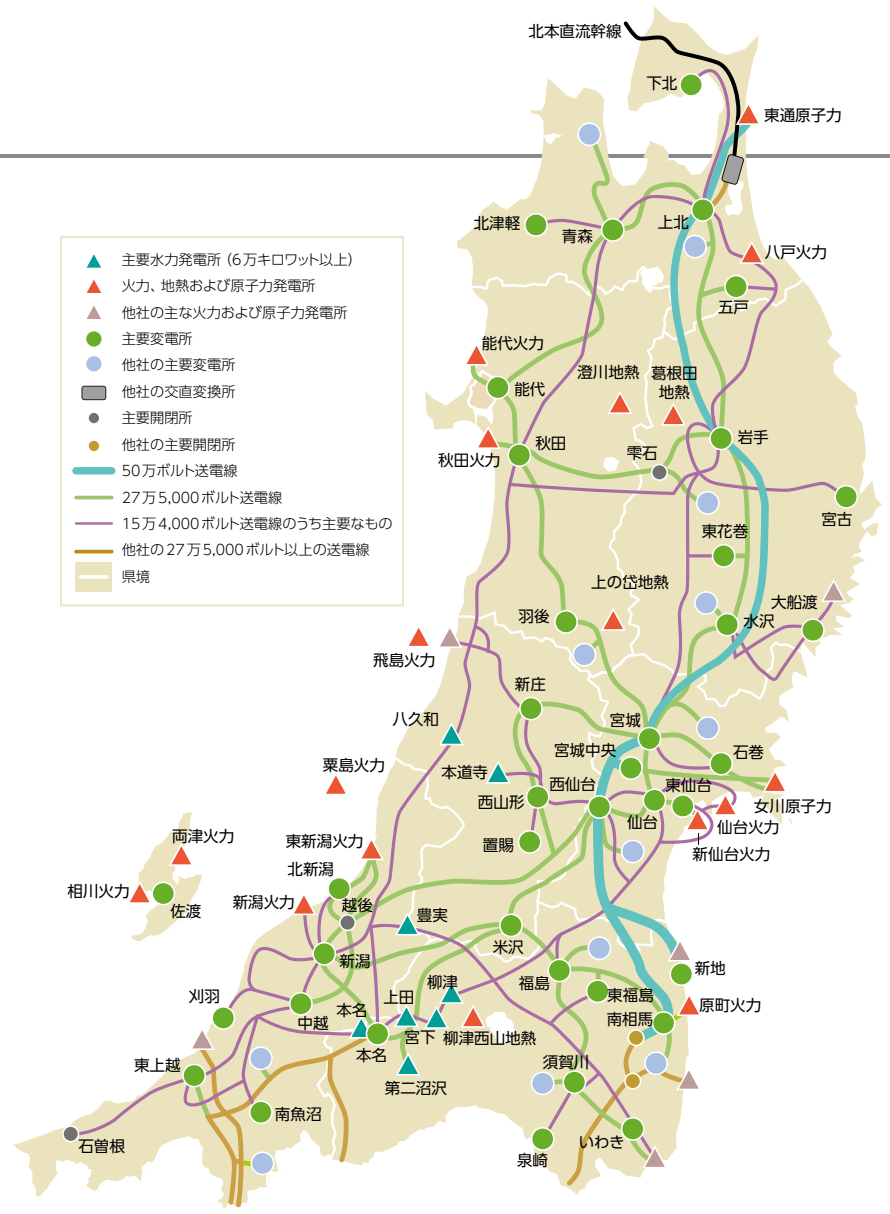 北本直流幹線
下北
東通原子力
北津軽
青森
上北
八戸火力
五戸
主要水力発電所（6万キロワット以上）
火力、地熱および原子力発電所
他社の主な火力および原子力発電所
主要変電所
他社の主要変電所
他社の交直変換所
主要開閉所
他社の主要開閉所
50万ボルト送電線
27万5,000ボルト送電線
15万4,000ボルト送電線のうち主要なもの
他社の27万5,000ボルト以上の送電線
県境
能代火力
能代
澄川地熱
葛根田
地熱
秋田火力
秋田
雫石
岩手
宮古
東花巻
上の岱地熱
大船渡
羽後
水沢
飛島火力
新庄
八久和
宮城
宮城中央
石巻
粟島火力
本道寺
西仙台
東仙台
西山形
女川原子力
仙台
仙台火力
新仙台火力
置賜
両津火力
東新潟火力
北新潟
相川火力
佐渡
新潟火力
越後
豊実
米沢
新潟
新地
柳津
福島
東福島
原町火力
刈羽
中越
本名
上田
宮下
柳津西山地熱
南相馬
本名
東上越
第二沼沢
須賀川
南魚沼
石曽根
泉崎
いわき